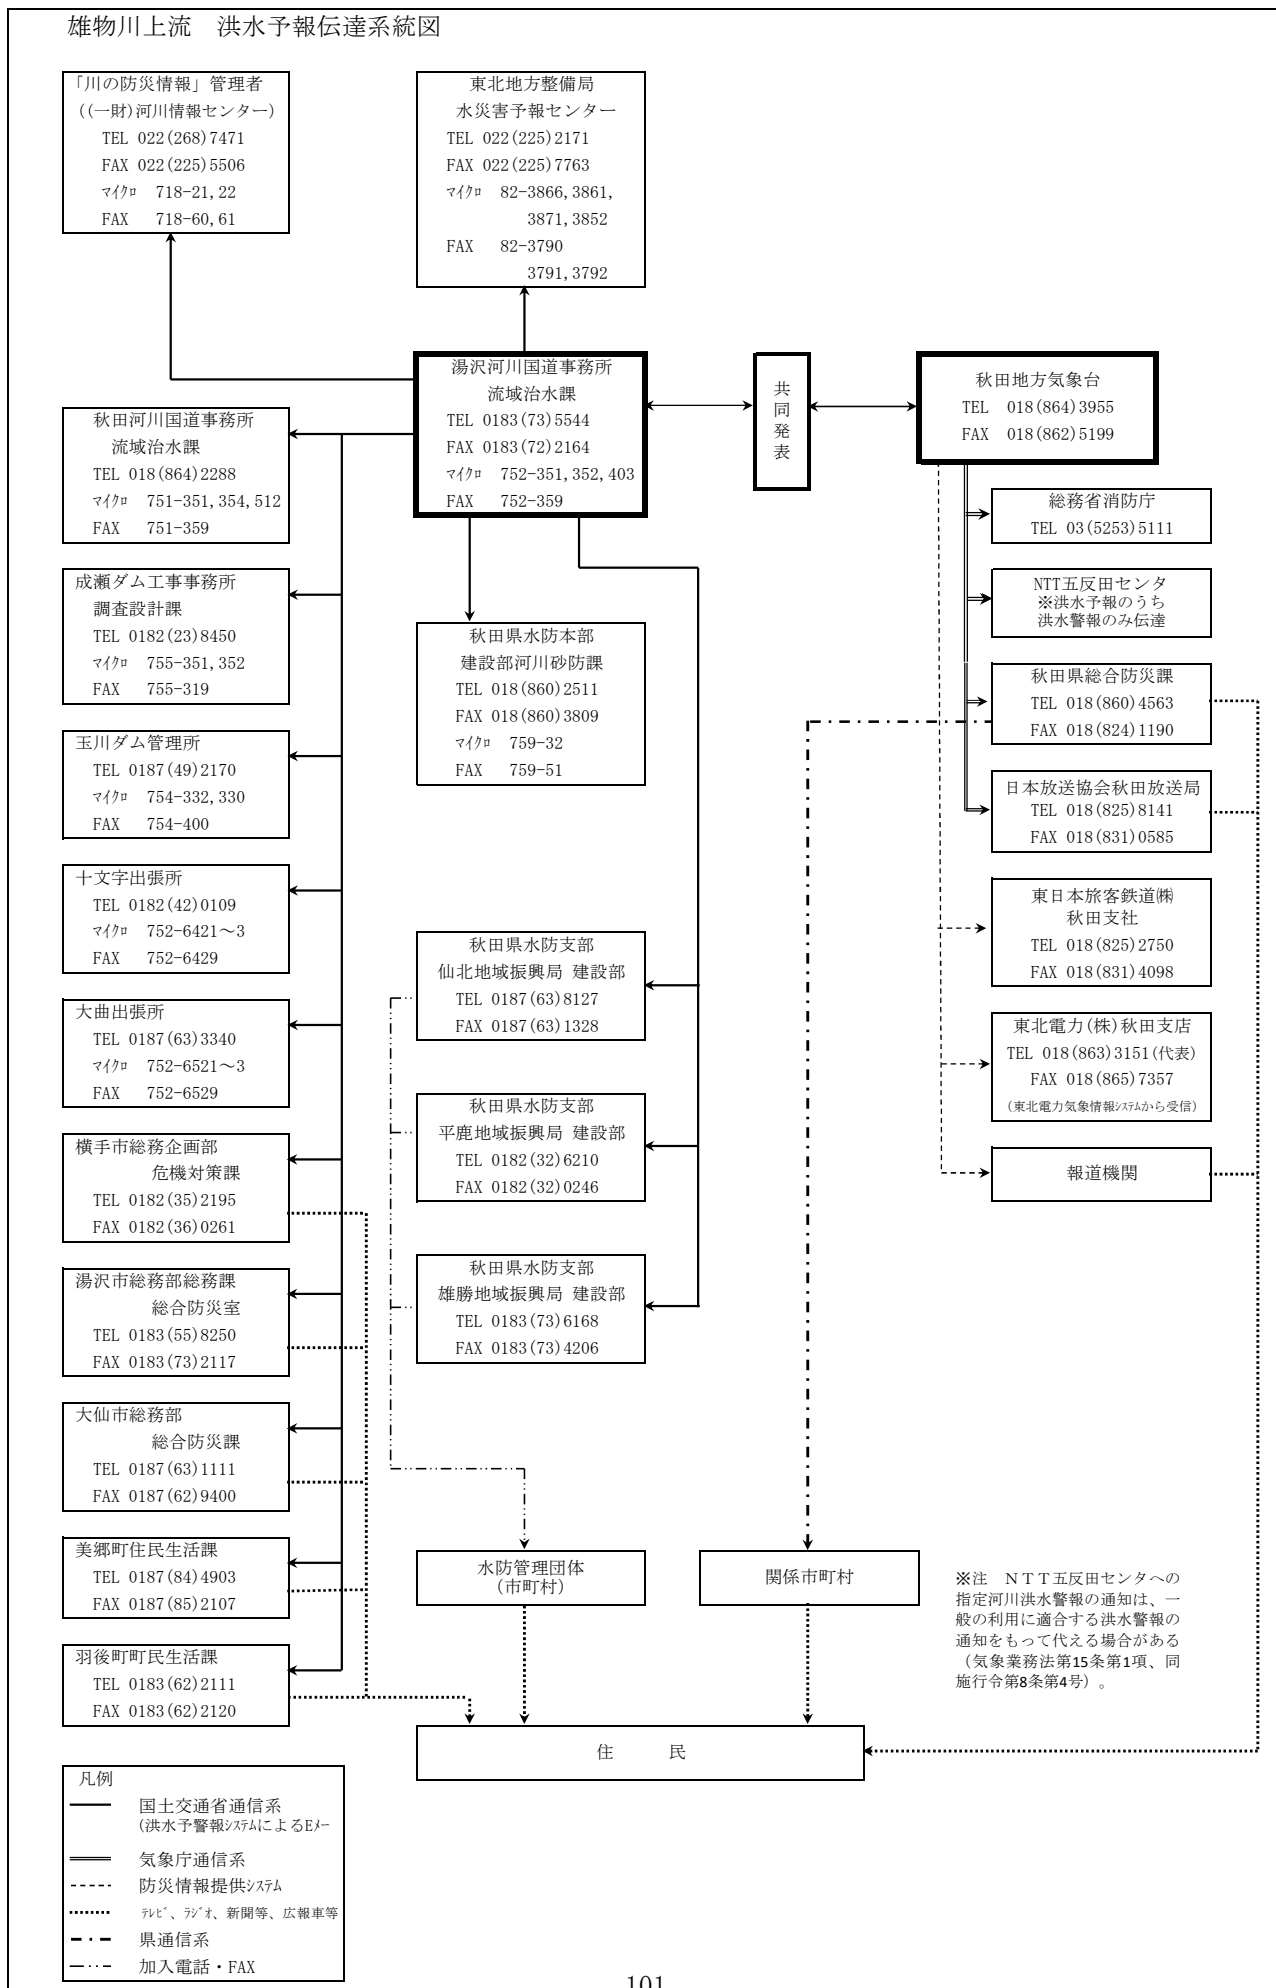 雄物川上流　洪水予報伝達系統図
「川の防災情報」管理者
((一財)河川情報センター)
TEL 022(268)7471
FAX 022(225)5506
ﾏｲｸﾛ 718-21,22
FAX 718-60,61
東北地方整備局
水災害予報センター
TEL 022(225)2171
FAX 022(225)7763
ﾏｲｸﾛ 82-3866,3861,
3871,3852
FAX 82-3790
3791,3792
湯沢河川国道事務所
流域治水課
TEL 0183(73)5544
FAX 0183(72)2164
ﾏｲｸﾛ 752-351,352,403
FAX 752-359
共
同
発
表
秋田地方気象台
TEL 018(864)3955
FAX 018(862)5199
秋田河川国道事務所
流域治水課
TEL 018(864)2288
ﾏｲｸﾛ 751-351,354,512
FAX 751-359
成瀬ダム工事事務所
調査設計課
TEL 0182(23)8450
ﾏｲｸﾛ 755-351,352
FAX 755-319
玉川ダム管理所
TEL 0187(49)2170
ﾏｲｸﾛ 754-332,330
FAX 754-400
十文字出張所
TEL 0182(42)0109
ﾏｲｸﾛ 752-6421～3
FAX 752-6429
大曲出張所
TEL 0187(63)3340
ﾏｲｸﾛ 752-6521～3
FAX 752-6529
横手市総務企画部
危機対策課
TEL 0182(35)2195
FAX 0182(36)0261
湯沢市総務部総務課
総合防災室
TEL 0183(55)8250
FAX 0183(73)2117
大仙市総務部
総合防災課
TEL 0187(63)1111
FAX 0187(62)9400
美郷町住民生活課
TEL 0187(84)4903
FAX 0187(85)2107
羽後町町民生活課
TEL 0183(62)2111
FAX 0183(62)2120
秋田県水防本部
建設部河川砂防課
TEL 018(860)2511
FAX 018(860)3809
ﾏｲｸﾛ 759-32
FAX 759-51
秋田県水防支部
仙北地域振興局 建設部
TEL 0187(63)8127
FAX 0187(63)1328
秋田県水防支部
平鹿地域振興局 建設部
TEL 0182(32)6210
FAX 0182(32)0246
秋田県水防支部
雄勝地域振興局 建設部
TEL 0183(73)6168
FAX 0183(73)4206
総務省消防庁
TEL 03(5253)5111
NTT五反田センタ
※洪水予報のうち
洪水警報のみ伝達
秋田県総合防災課
TEL 018(860)4563
FAX 018(824)1190
日本放送協会秋田放送局
TEL 018(825)8141
FAX 018(831)0585
東日本旅客鉄道㈱
秋田支社
TEL 018(825)2750
FAX 018(831)4098
東北電力(株)秋田支店
TEL 018(863)3151(代表)
FAX 018(865)7357
(東北電力気象情報ｼｽﾃﾑから受信)
報道機関
水防管理団体
(市町村)
関係市町村
※注　ＮＴＴ五反田センタへの
指定河川洪水警報の通知は、一
般の利用に適合する洪水警報の
通知をもって代える場合がある
（気象業務法第15条第1項、同
施行令第8条第4号）。
住　　民
凡例
国土交通省通信系
(洪水予警報ｼｽﾃﾑによるEﾒｰ
気象庁通信系
防災情報提供ｼｽﾃﾑ
ﾃﾚﾋﾞ、ﾗｼﾞｵ、新聞等、広報車等
県通信系
加入電話・FAX
101